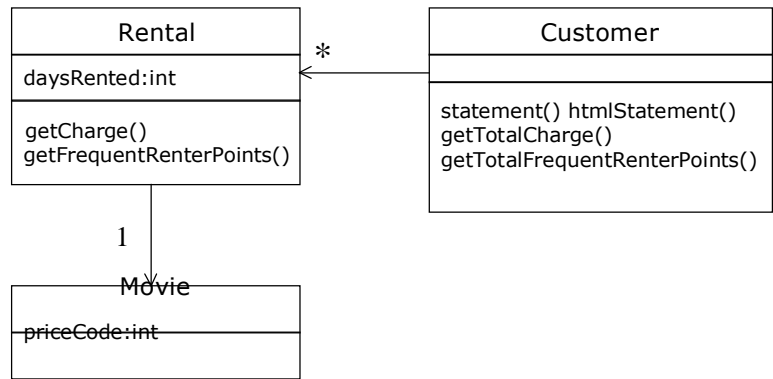 Rental
daysRented:int
getCharge()
getFrequentRenterPoints()
*
Customer
statement() htmlStatement()
getTotalCharge()
getTotalFrequentRenterPoints()
1
Movie
priceCode:int